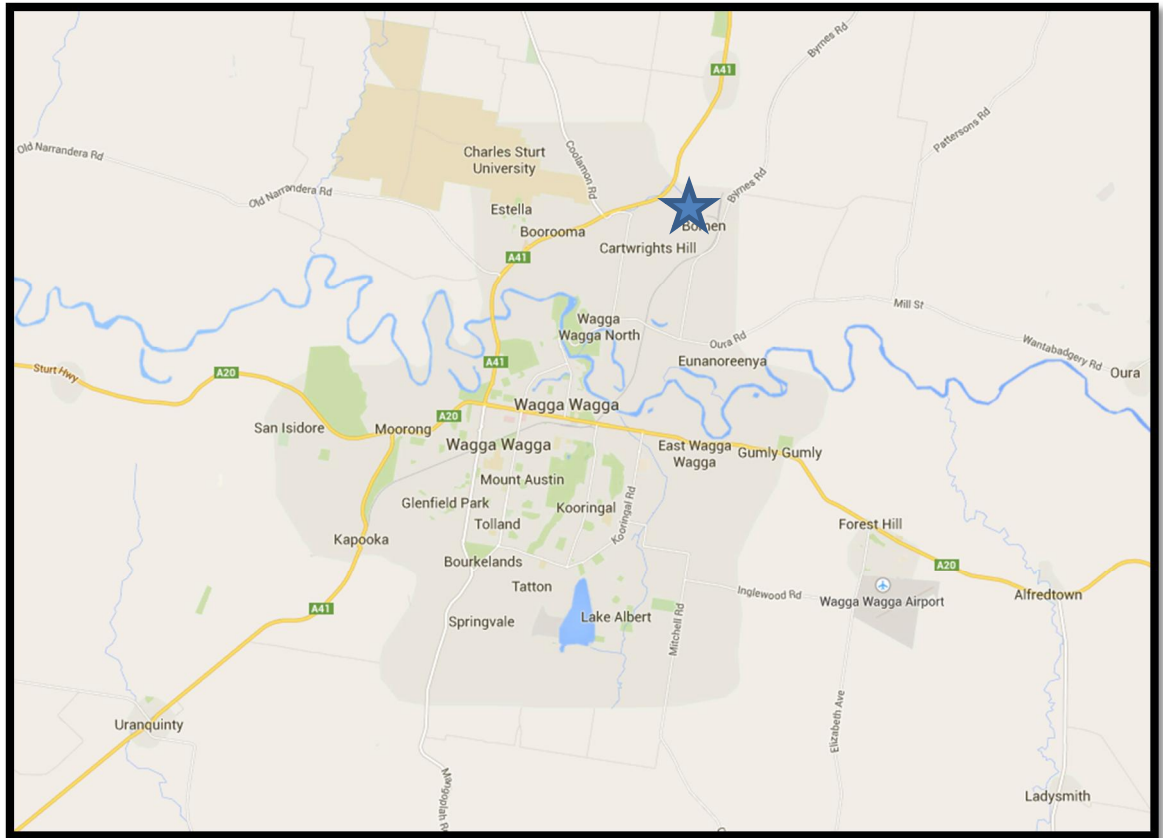 A41
Byrnes Rd
Pattersons Rd
Old Narrandera Rd
Charles Sturt
University
Coolamon Rd
Old Narrandera Rd
Byrnes Rd
Estella
Boorooma
Bomen
Cartwrights Hill
A41
Mill St
Wagga
Wagga North
Oura Rd
Wantabadgery Rd
Eunanoreenya
A41
Sturt Hwy
A20
Oura
Wagga Wagga
A20
San Isidore
Moorong
Wagga Wagga
East Wagga
Wagga
Gumly Gumly
Mount Austin
Glenfield Park
Kooringal
Kooringal Rd
Tolland
Forest Hill
Kapooka
Bourkelands
A20
Tatton
Inglewood Rd
Wagga Wagga Airport
Alfredtown
A41
Springvale
Lake Albert
Mitchell Rd
Elizabeth Ave
Uranquinty
Mangoplah
Ladysmith